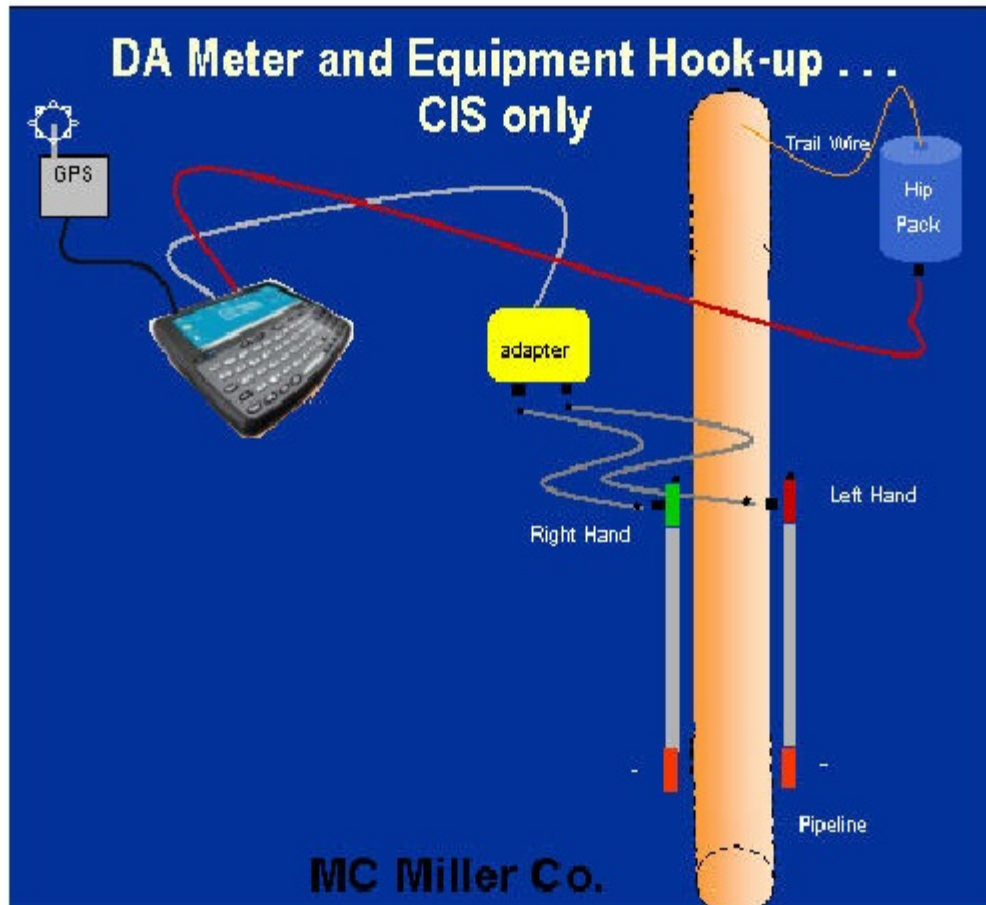 DA Meter and Equipment Hook-up . . .
CIS only
GPS
Trail Wire
Hip
Pack
adapter
Left Hand
Right Hand
-
-
Pipeline
MC Miller Co.